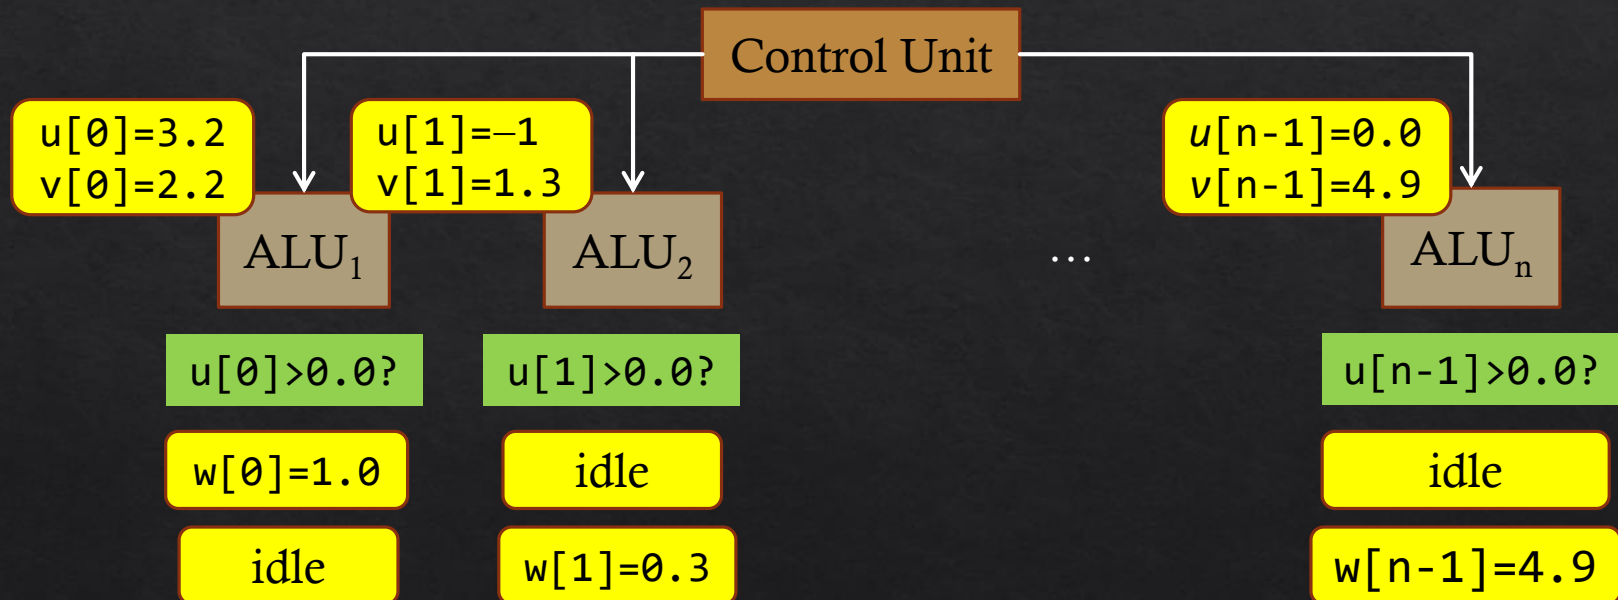 Control Unit
u[0]=3.2
v[0]=2.2
u[1]=–1
v[1]=1.3
u[n-1]=0.0
v[n-1]=4.9
ALU₁
ALU₂
...
ALUₙ
u[0]>0.0?
u[1]>0.0?
u[n-1]>0.0?
w[0]=1.0
idle
idle
idle
w[1]=0.3
w[n-1]=4.9